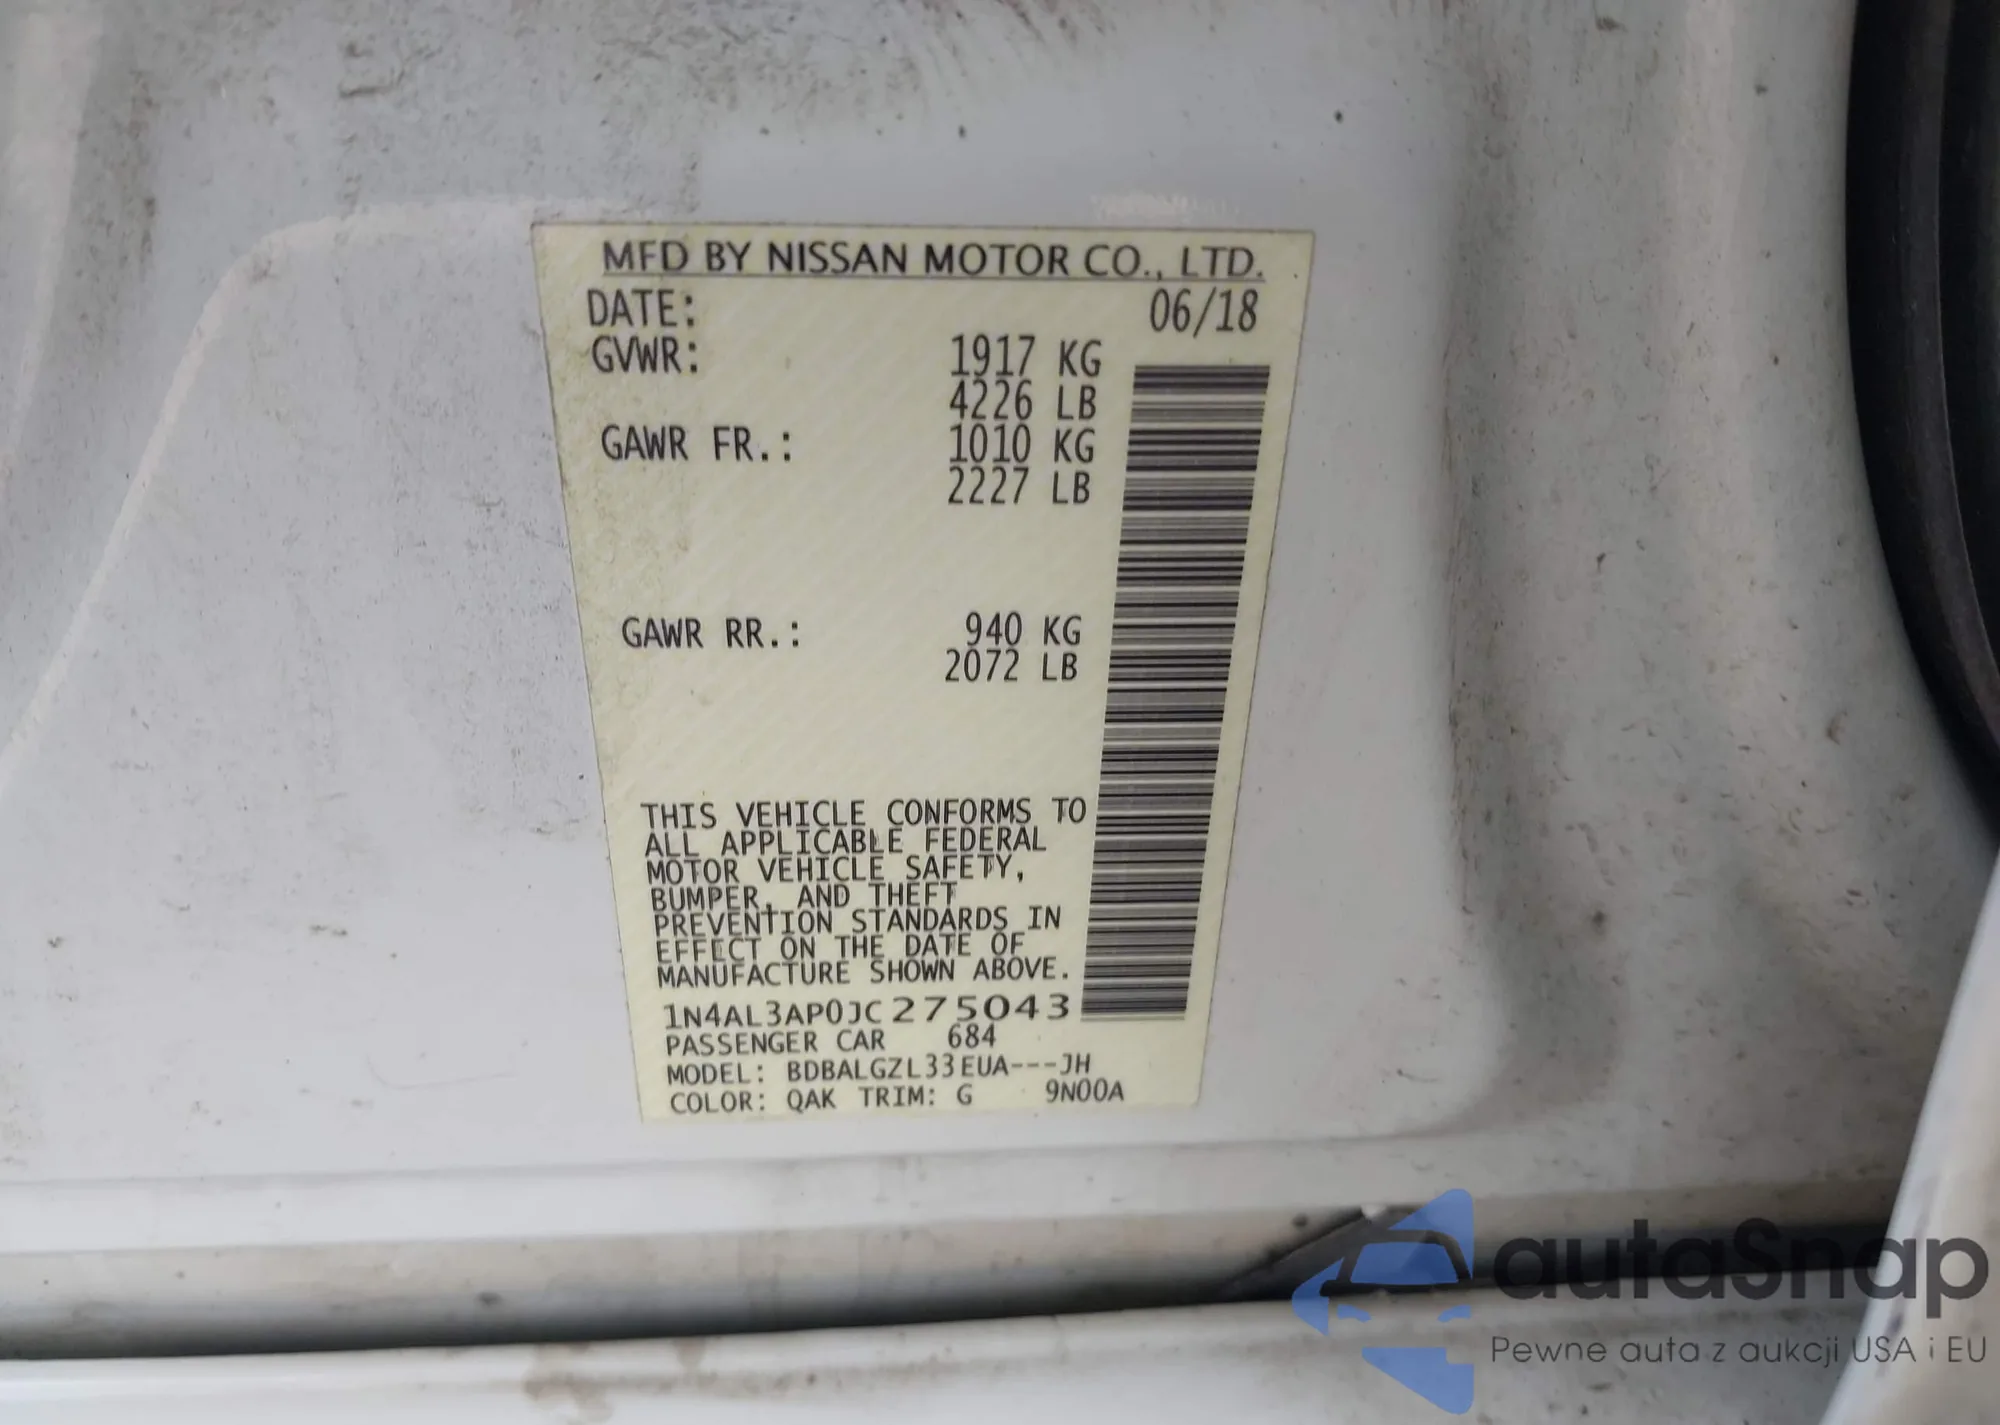 MFD BY NISSAN MOTOR CO., LTD.
DATE: 06/18
GVWR: 1917 KG
4226 LB
GAWR FR.: 1010 KG
2227 LB
GAWR RR.: 940 KG
2072 LB
THIS VEHICLE CONFORMS TO
ALL APPLICABLE FEDERAL
MOTOR VEHICLE SAFETY,
BUMPER, AND THEFT
PREVENTION STANDARDS IN
EFFECT ON THE DATE OF
MANUFACTURE SHOWN ABOVE.
1N4AL3AP0JC275043
PASSENGER CAR 684
MODEL: BDBALGZL33EUA---JH
COLOR: QAK TRIM: G 9N00A
autaSnap
Pewne auta z aukcji USA i EU